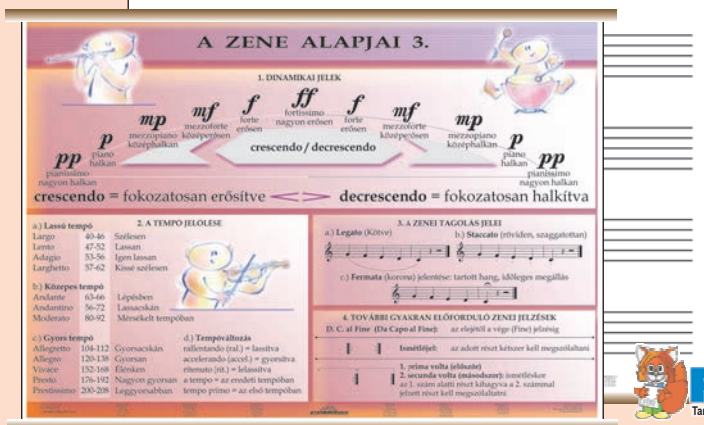 A ZENE ALAPJAI 3.
1. DINAMIKAI JELEK
pp
pianissimo
nagyon halkan
p
piano
halkan
mp
mezzopiano
középhalkan
mf
mezzoforte
középerősen
f
forte
erősen
ff
fortissimo
nagyon erősen
f
forte
erősen
mf
mezzoforte
középerősen
mp
mezzopiano
középhalkan
p
piano
halkan
pp
pianissimo
nagyon halkan
crescendo / decrescendo
crescendo = fokozatosan erősítve < > decrescendo = fokozatosan halkítva
2. A TEMPÓ JELÖLÉSE
a.) Lassú tempó
Largo 40-46 Szélesen
Lento 47-52 Lassan
Adagio 53-56 Igen lassan
Larghetto 57-62 Kissé szélesen
b.) Közepes tempó
Andante 63-66 Lépésben
Andantino 56-72 Lassacskán
Moderato 80-92 Mérsékelt tempóban
c.) Gyors tempó
Allegretto 104-112 Gyorsacskán
Allegro 120-138 Gyorsan
Vivace 152-168 Élénken
Presto 176-192 Nagyon gyorsan
Prestissimo 200-208 Leggyorsabban
d.) Tempóváltozás
rallentando (ral.) = lassítva
accelerando (accel.) = gyorsítva
ritenuto (rit.) = lelassítva
a tempo = az eredeti tempóban
tempo primo = az első tempóban
3. A ZENEI TAGOLÁS JELEI
a.) Legato (Kötve)
b.) Staccato (röviden, szaggatottan)
c.) Fermata (korona) jelentése: tartott hang, időleges megállás
4. TOVÁBBI GYAKRAN ELŐFORDULÓ ZENEI JELZÉSEK
D. C. al Fine (Da Capo al Fine): az elejétől a vége (Fine) jelzésig
Ismétlőjel: az adott részt kétszer kell megszólaltatni
1. prima volta (először)
2. secunda volta (másodszor): ismétléskor
az 1. szám alatti részt kihagyva a 2. számmal
jelzett részt kell megszólaltatni
Tar